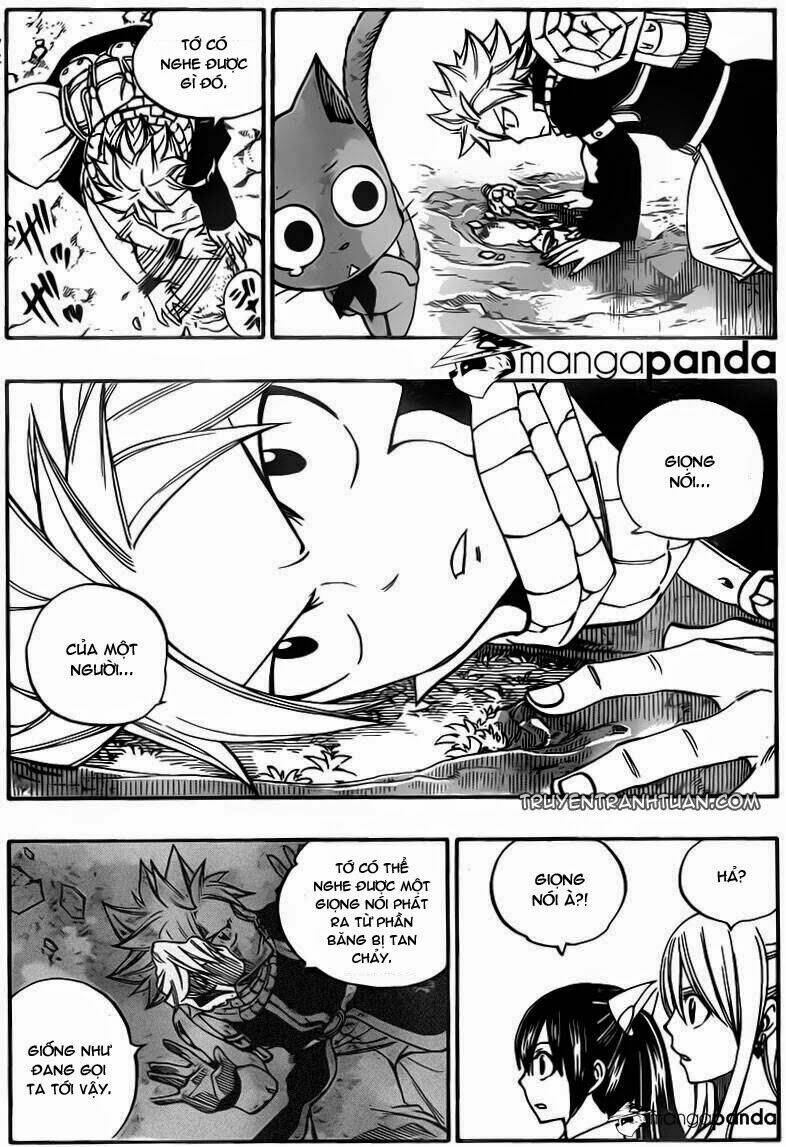 TỚ CÓ
NGHE ĐƯỢC
GÌ ĐÓ.
mangapanda
GIỌNG
NÓI...
CỦA MỘT
NGƯỜI...
TRUYENTRANHTUAN.COM
TỚ CÓ THỂ
NGHE ĐƯỢC MỘT
GIỌNG NÓI PHÁT
RA TỪ PHẦN
BĂNG BỊ TAN
CHẢY.
GIỐNG NHƯ
ĐANG GỌI
TA TỚI VẬY.
HẢ?
GIỌNG
NÓI À?!
mangapanda